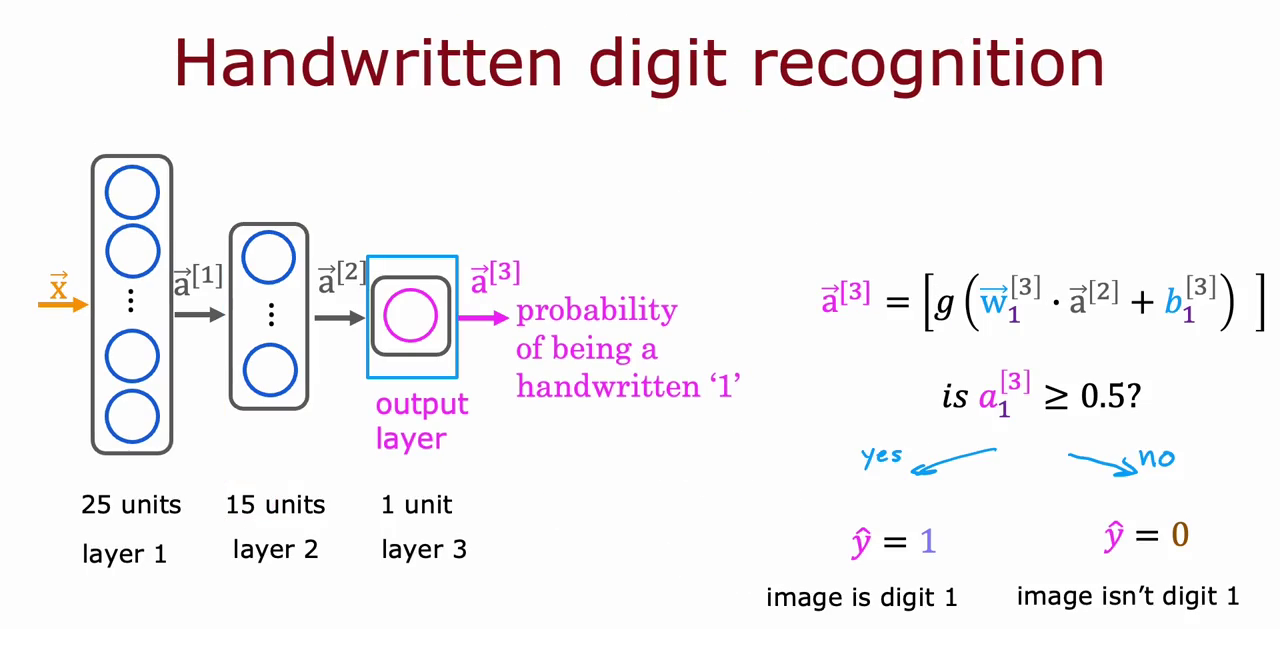 Handwritten digit recognition
x⃗
a⃗[1]
a⃗[2]
a⃗[3]
probability
of being a
handwritten ‘1’
output
layer
25 units
layer 1
15 units
layer 2
1 unit
layer 3
a⃗[3] = [g(w⃗1[3] · a⃗[2] + b1[3]) ]
is a1[3] ≥ 0.5?
yes
no
ŷ = 1
ŷ = 0
image is digit 1
image isn’t digit 1